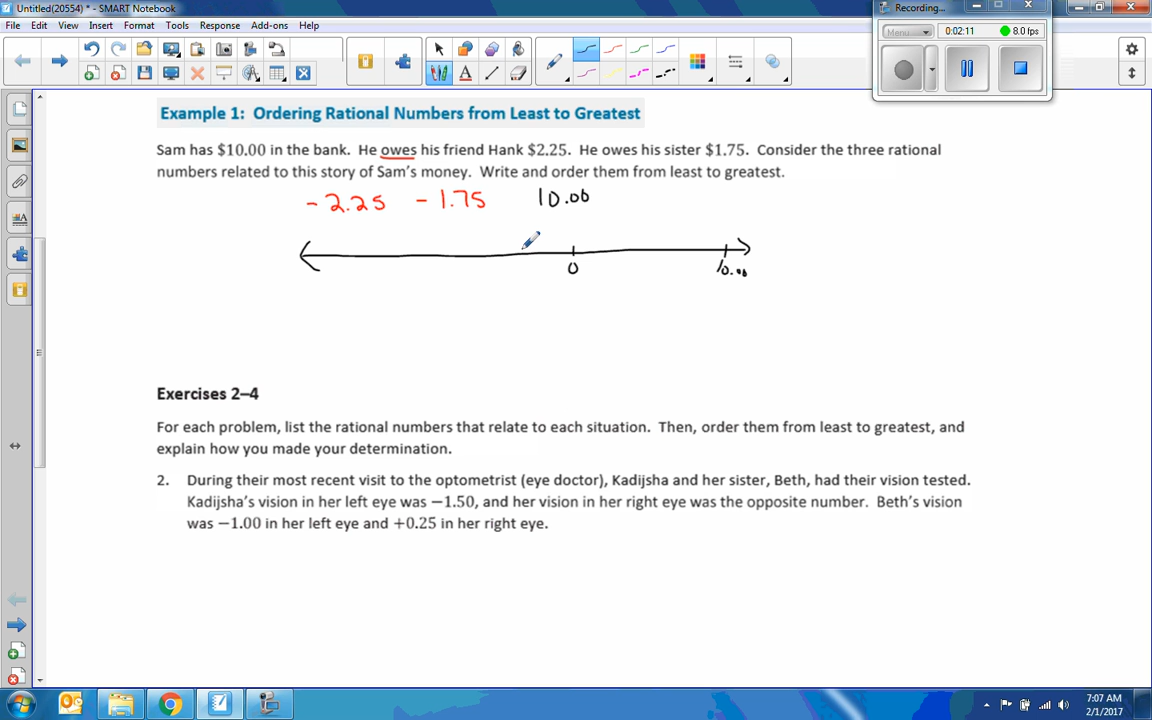 Untitled(20554) * - SMART Notebook
Recording...
File Edit View Insert Format Tools Response Add-ons Help
Menu 0:02:11 8.0 fps
Example 1: Ordering Rational Numbers from Least to Greatest
Sam has $10.00 in the bank. He owes his friend Hank $2.25. He owes his sister $1.75. Consider the three rational
numbers related to this story of Sam's money. Write and order them from least to greatest.
- 2.25 - 1.75 10.00
0 10.00
Exercises 2–4
For each problem, list the rational numbers that relate to each situation. Then, order them from least to greatest, and
explain how you made your determination.
2. During their most recent visit to the optometrist (eye doctor), Kadijsha and her sister, Beth, had their vision tested.
Kadijsha's vision in her left eye was −1.50, and her vision in her right eye was the opposite number. Beth's vision
was −1.00 in her left eye and +0.25 in her right eye.
7:07 AM
2/1/2017